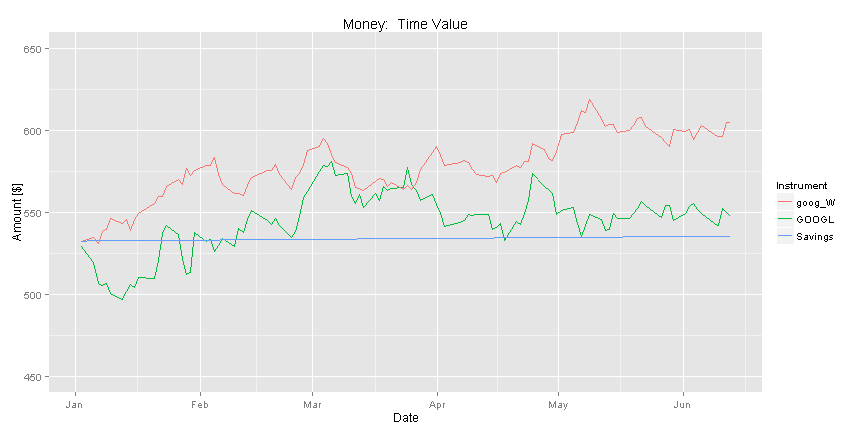 Money:  Time Value
Amount [$]
650
600
550
500
450
Jan
Feb
Mar
Apr
May
Jun
Date
Instrument
goog_W
GOOGL
Savings